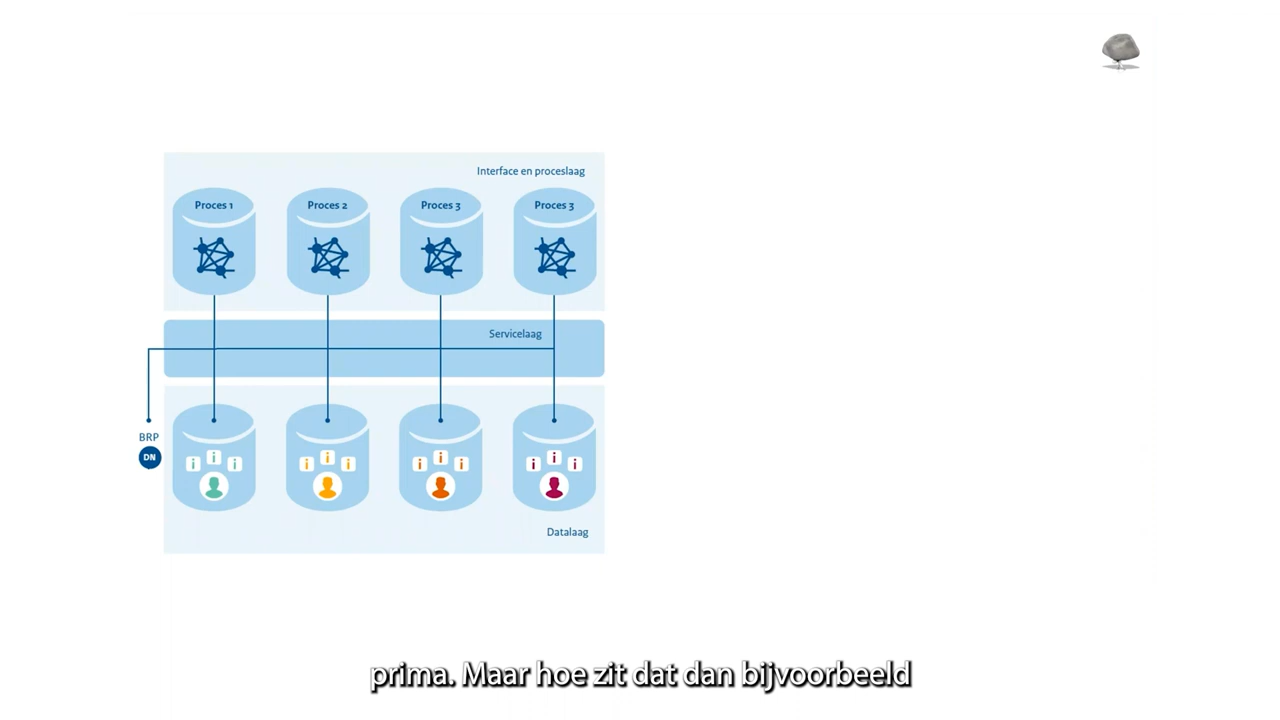 Interface en proceslaag
Proces 1
Proces 2
Proces 3
Proces 3
Servicelaag
BRP
DN
i i i
i i i
i i i
i i i
Datalaag
prima. Maar hoe zit dat dan bijvoorbeeld